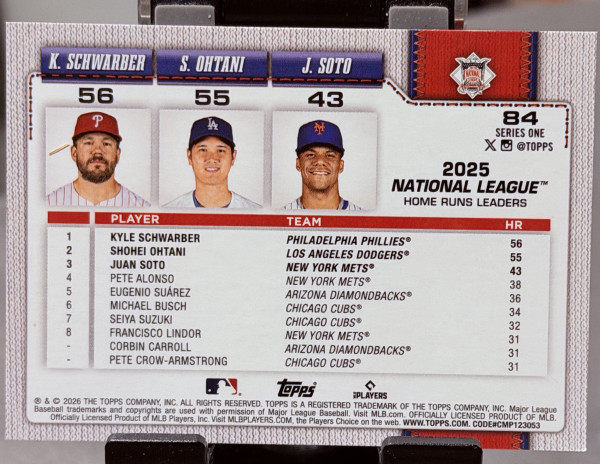 K. SCHWARBER S. OHTANI J. SOTO
56 55 43
84
SERIES ONE
X @TOPPS
2025
NATIONAL LEAGUE™
HOME RUNS LEADERS
PLAYER TEAM HR
1 KYLE SCHWARBER PHILADELPHIA PHILLIES® 56
2 SHOHEI OHTANI LOS ANGELES DODGERS® 55
3 JUAN SOTO NEW YORK METS® 43
4 PETE ALONSO NEW YORK METS® 38
5 EUGENIO SUÁREZ ARIZONA DIAMONDBACKS® 36
6 MICHAEL BUSCH CHICAGO CUBS® 34
7 SEIYA SUZUKI CHICAGO CUBS® 32
8 FRANCISCO LINDOR NEW YORK METS® 31
- CORBIN CARROLL ARIZONA DIAMONDBACKS® 31
- PETE CROW-ARMSTRONG CHICAGO CUBS® 31
Topps PLAYERS
® & © 2026 THE TOPPS COMPANY, INC. ALL RIGHTS RESERVED. TOPPS IS A REGISTERED TRADEMARK OF THE TOPPS COMPANY, INC. Major League
Baseball trademarks and copyrights are used with permission of Major League Baseball. Visit MLB.com. OFFICIALLY LICENSED PRODUCT OF MLB.
Officially Licensed Product of MLB Players, Inc. Visit MLBPLAYERS.com, the Players Choice on the web. WWW.TOPPS.COM. CODE#CMP123053